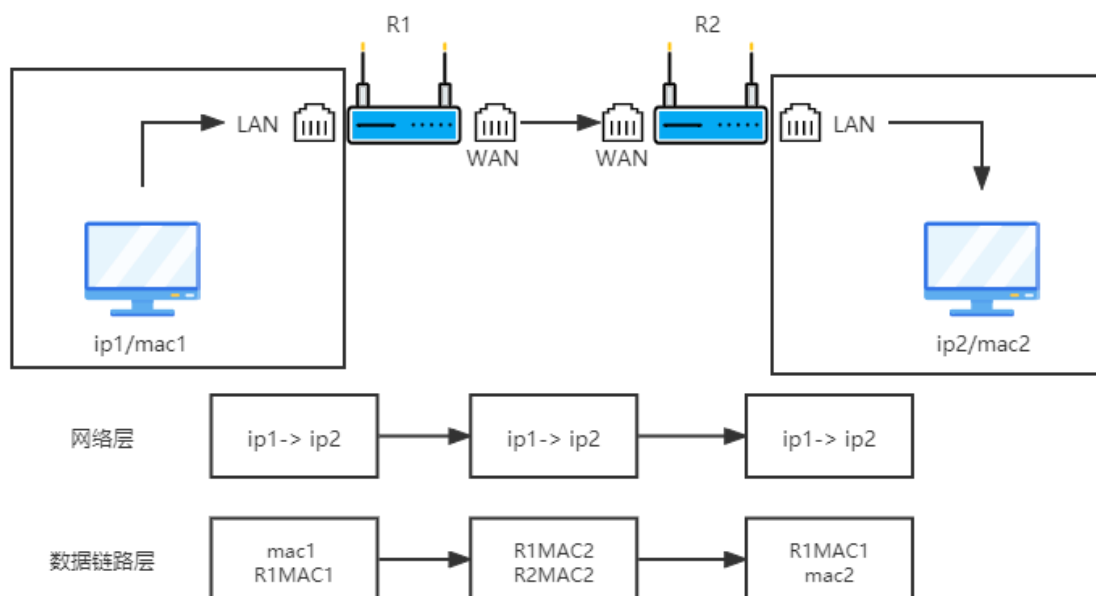 R1
R2
LAN
WAN
WAN
LAN
ip1/mac1
ip2/mac2
网络层
ip1-> ip2
ip1-> ip2
ip1-> ip2
数据链路层
mac1
R1MAC1
R1MAC2
R2MAC2
R1MAC1
mac2